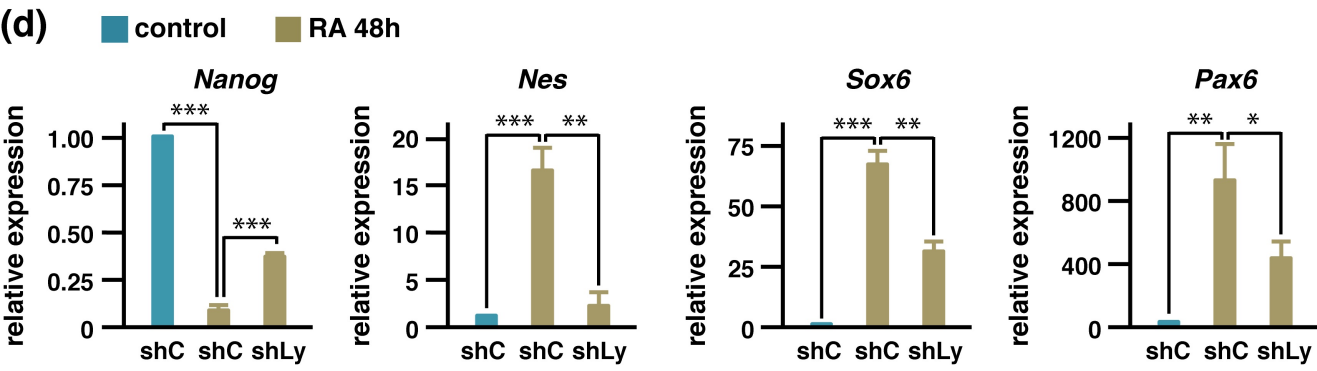 (d) control RA 48h
Nanog Nes Sox6 Pax6
relative expression
1.00
0.75
0.50
0.25
0
***
***
shC shC shLy
relative expression
20
15
10
5
0
*** **
shC shC shLy
relative expression
75
50
25
0
*** **
shC shC shLy
relative expression
1200
800
400
0
** *
shC shC shLy